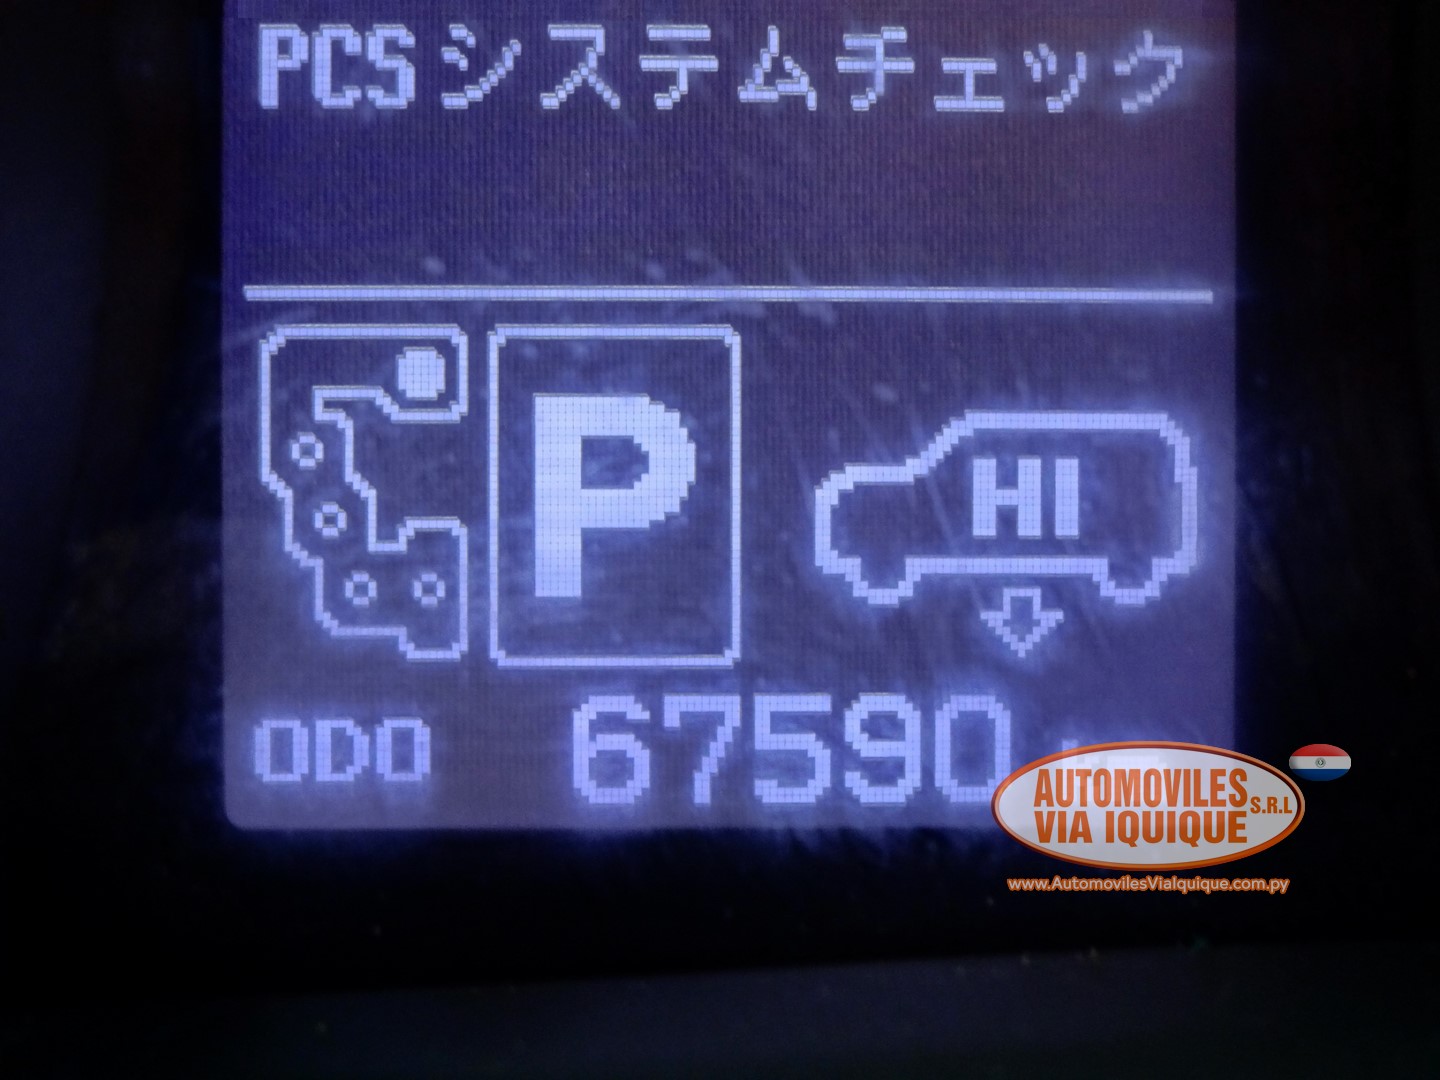 PCSシステムチェック
P
HI
ODO 67590
AUTOMOVILES
VIA IQUIQUE S.R.L
www.AutomovilesViaIquique.com.py